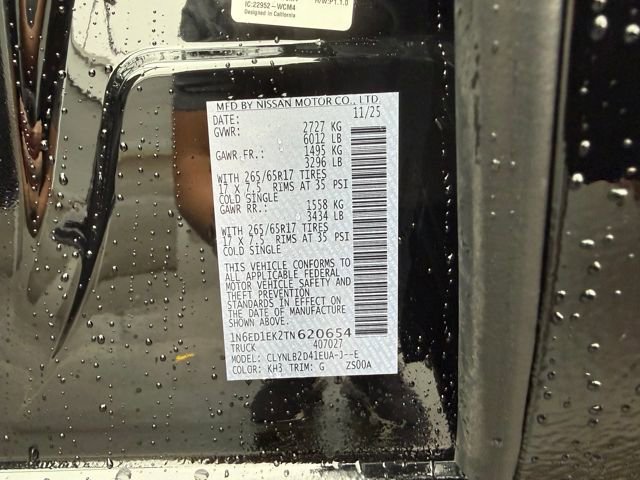 IC:22952-WCM4
Designed in California
H/W:P1.1.0
MFD BY NISSAN MOTOR CO., LTD.
DATE: 11/25
GVWR: 2727 KG
6012 LB
GAWR FR.: 1495 KG
3296 LB
WITH 265/65R17 TIRES
17 X 7.5 RIMS AT 35 PSI
COLD SINGLE
GAWR RR.: 1558 KG
3434 LB
WITH 265/65R17 TIRES
17 X 7.5 RIMS AT 35 PSI
COLD SINGLE
THIS VEHICLE CONFORMS TO
ALL APPLICABLE FEDERAL
MOTOR VEHICLE SAFETY AND
THEFT PREVENTION
STANDARDS IN EFFECT ON
THE DATE OF MANUFACTURE
SHOWN ABOVE.
1N6ED1EK2TN620654
TRUCK 407027
MODEL: CLYNLBZD41EUA-J--E
COLOR: KH3 TRIM: G ZS00A